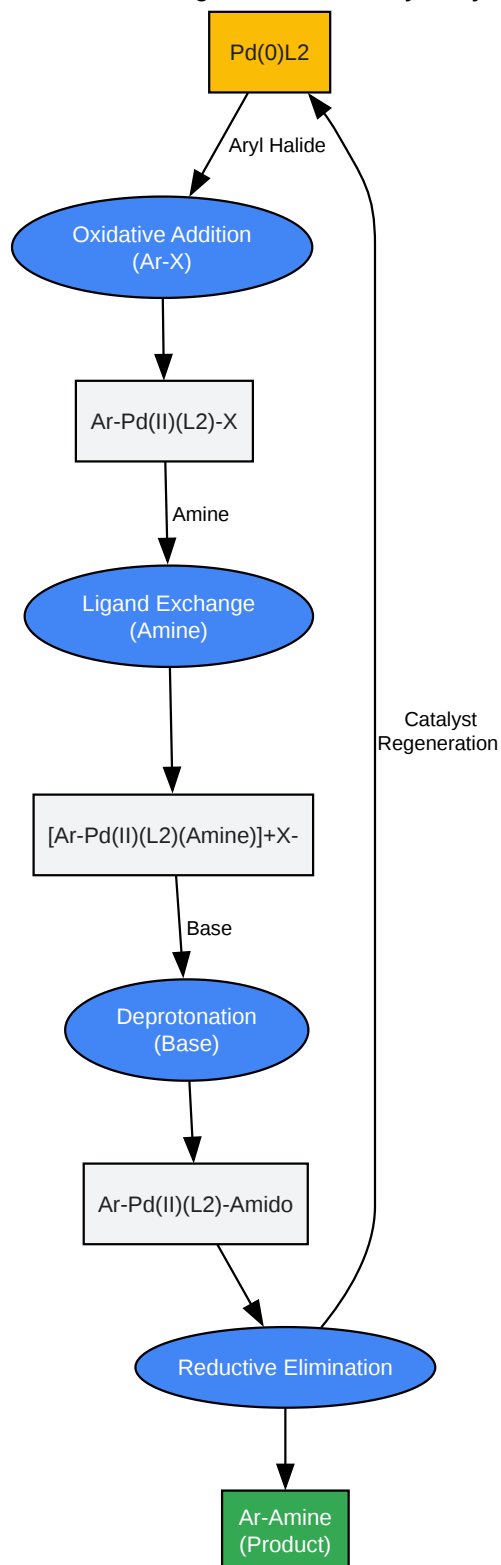 Pd(0)L2
Aryl Halide
Oxidative Addition
(Ar-X)
Ar-Pd(II)(L2)-X
Amine
Ligand Exchange
(Amine)
Catalyst
Regeneration
[Ar-Pd(II)(L2)(Amine)]+X-
Base
Deprotonation
(Base)
Ar-Pd(II)(L2)-Amido
Reductive Elimination
Ar-Amine
(Product)